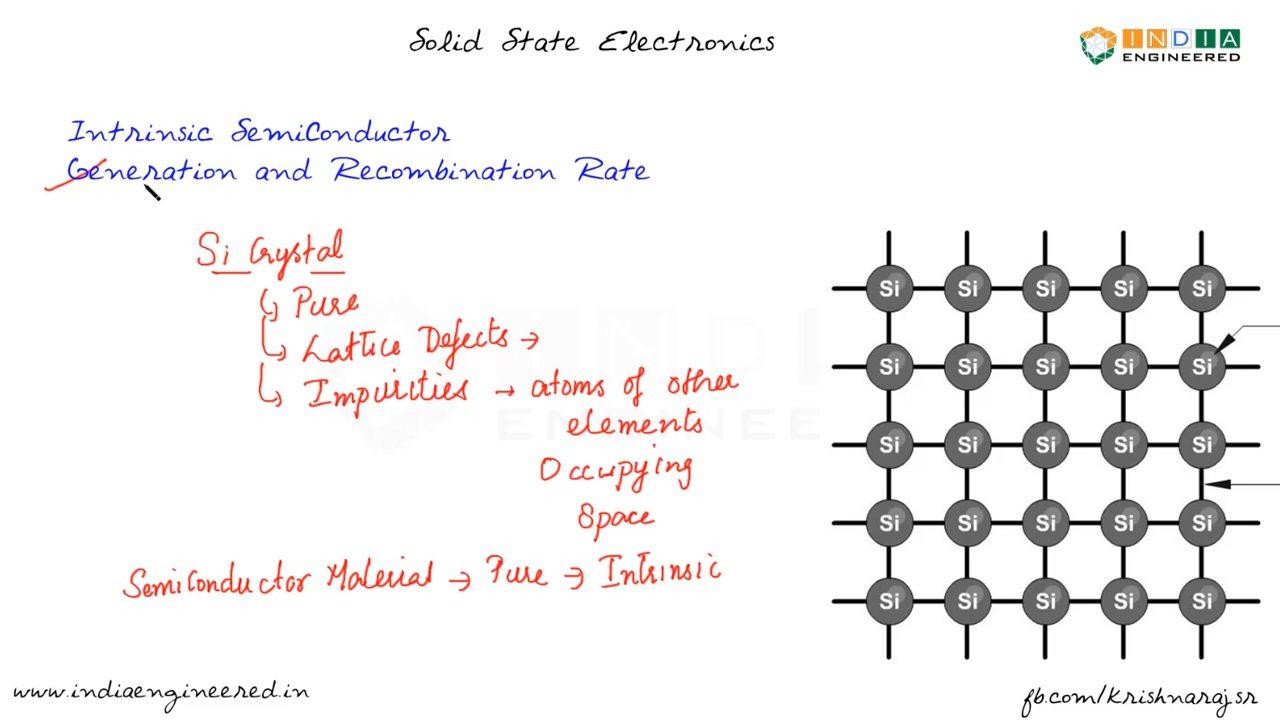 Solid State Electronics
INDIA
ENGINEERED
Intrinsic SemiConductor
Generation and Recombination Rate
Si Crystal
↳ Pure
↳ Lattice Defects →
↳ Impurities → atoms of other
elements
Occupying
Space
SemiConductor Material → Pure → Intrinsic
Si Si Si Si Si
Si Si Si Si Si
Si Si Si Si Si
Si Si Si Si Si
Si Si Si Si Si
www.indiaengineered.in
fb.com/krishnarajsr